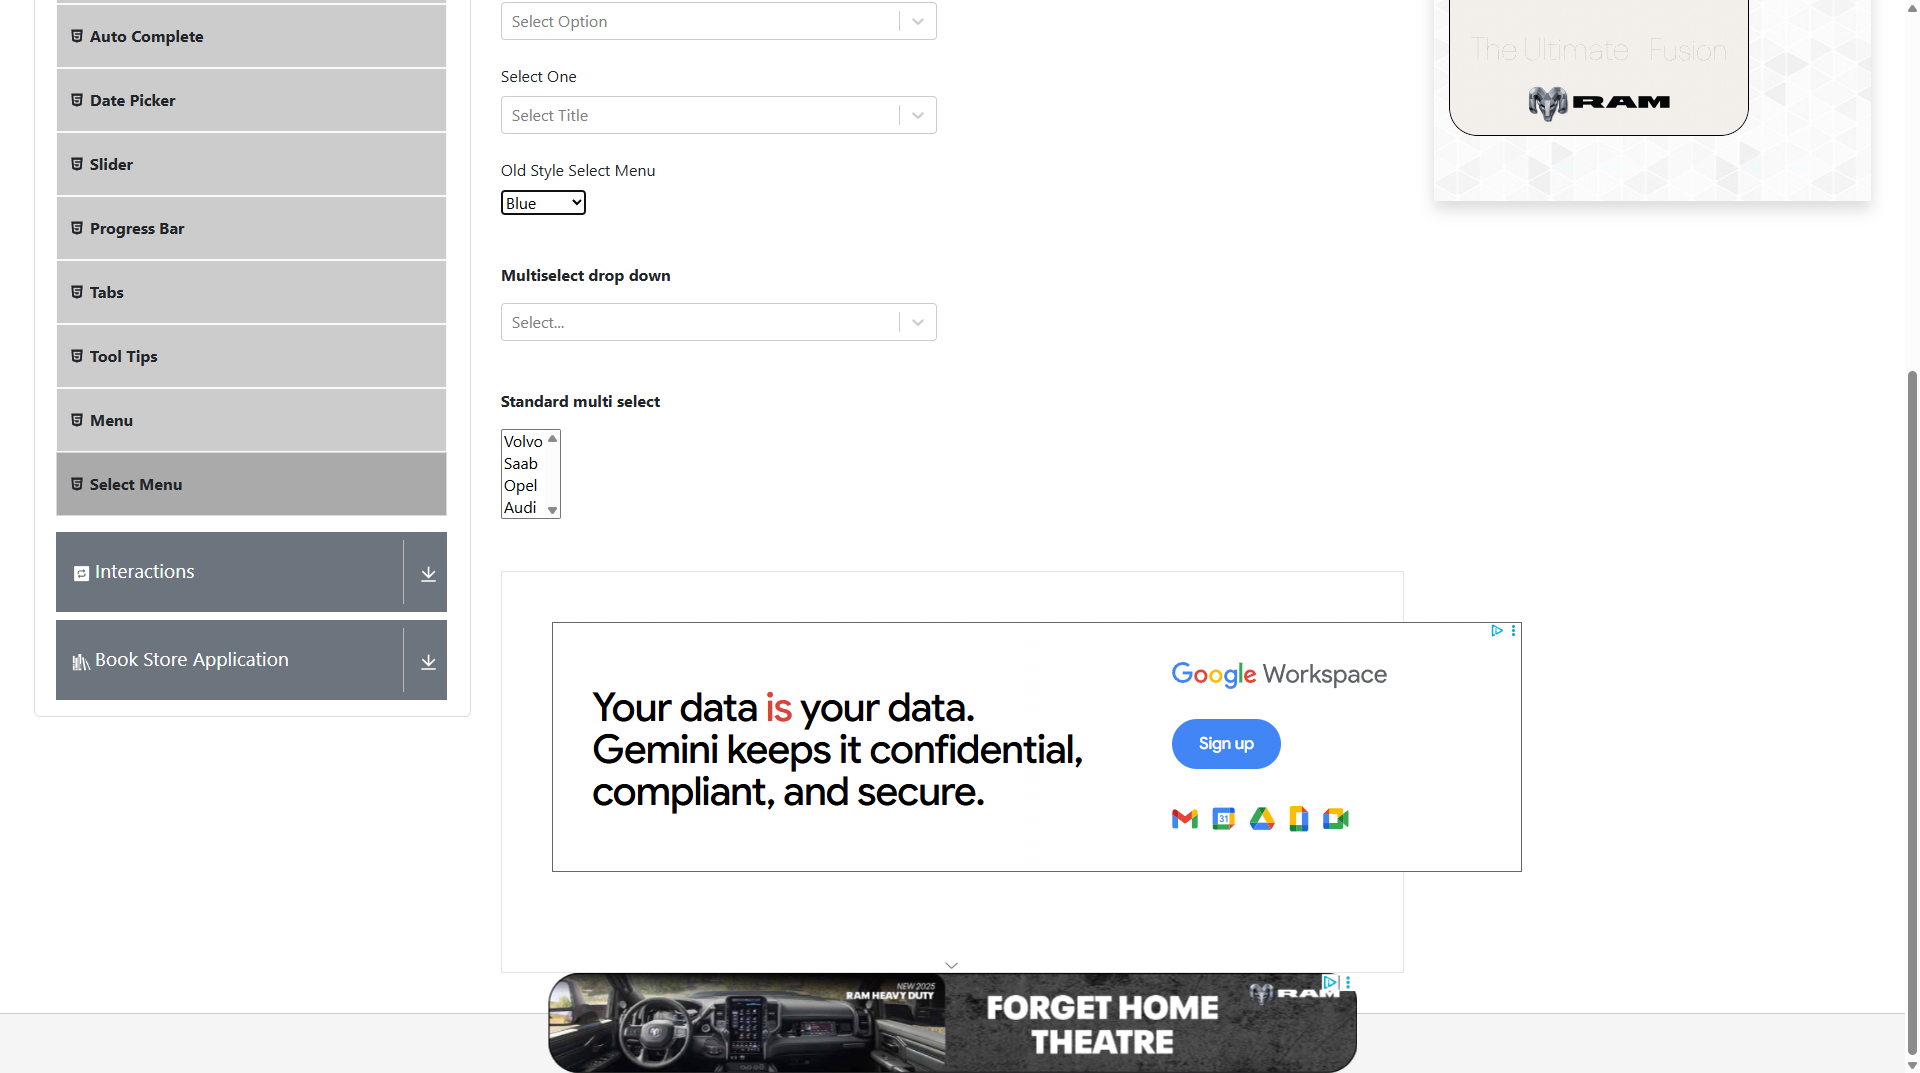 Auto Complete
Date Picker
Slider
Progress Bar
Tabs
Tool Tips
Menu
Select Menu
Interactions
Book Store Application
Select Option
Select One
Select Title
Old Style Select Menu
Blue
Multiselect drop down
Select...
Standard multi select
Volvo
Saab
Opel
Audi
The Ultimate Fusion
RAM
Your data is your data.
Gemini keeps it confidential,
compliant, and secure.
Google Workspace
Sign up
31
NEW 2025
RAM HEAVY DUTY
FORGET HOME
THEATRE
RAM